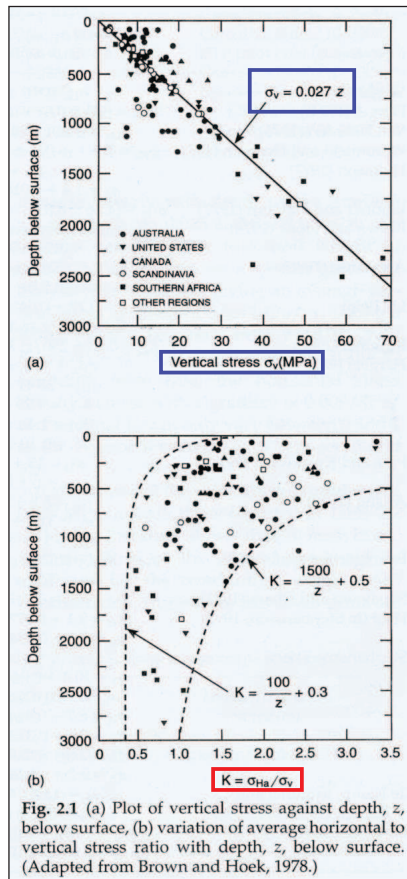 0
500
1000
1500
2000
2500
3000
Depth below surface (m)
σv = 0.027 z
AUSTRALIA
UNITED STATES
CANADA
SCANDINAVIA
SOUTHERN AFRICA
OTHER REGIONS
0 10 20 30 40 50 60 70
(a)
Vertical stress σv(MPa)
0
500
1000
1500
2000
2500
3000
Depth below surface (m)
K = 1500/z + 0.5
K = 100/z + 0.3
0 0.5 1.0 1.5 2.0 2.5 3.0 3.5
(b)
K = σHa/σv
Fig. 2.1 (a) Plot of vertical stress against depth, z,
below surface, (b) variation of average horizontal to
vertical stress ratio with depth, z, below surface.
(Adapted from Brown and Hoek, 1978.)